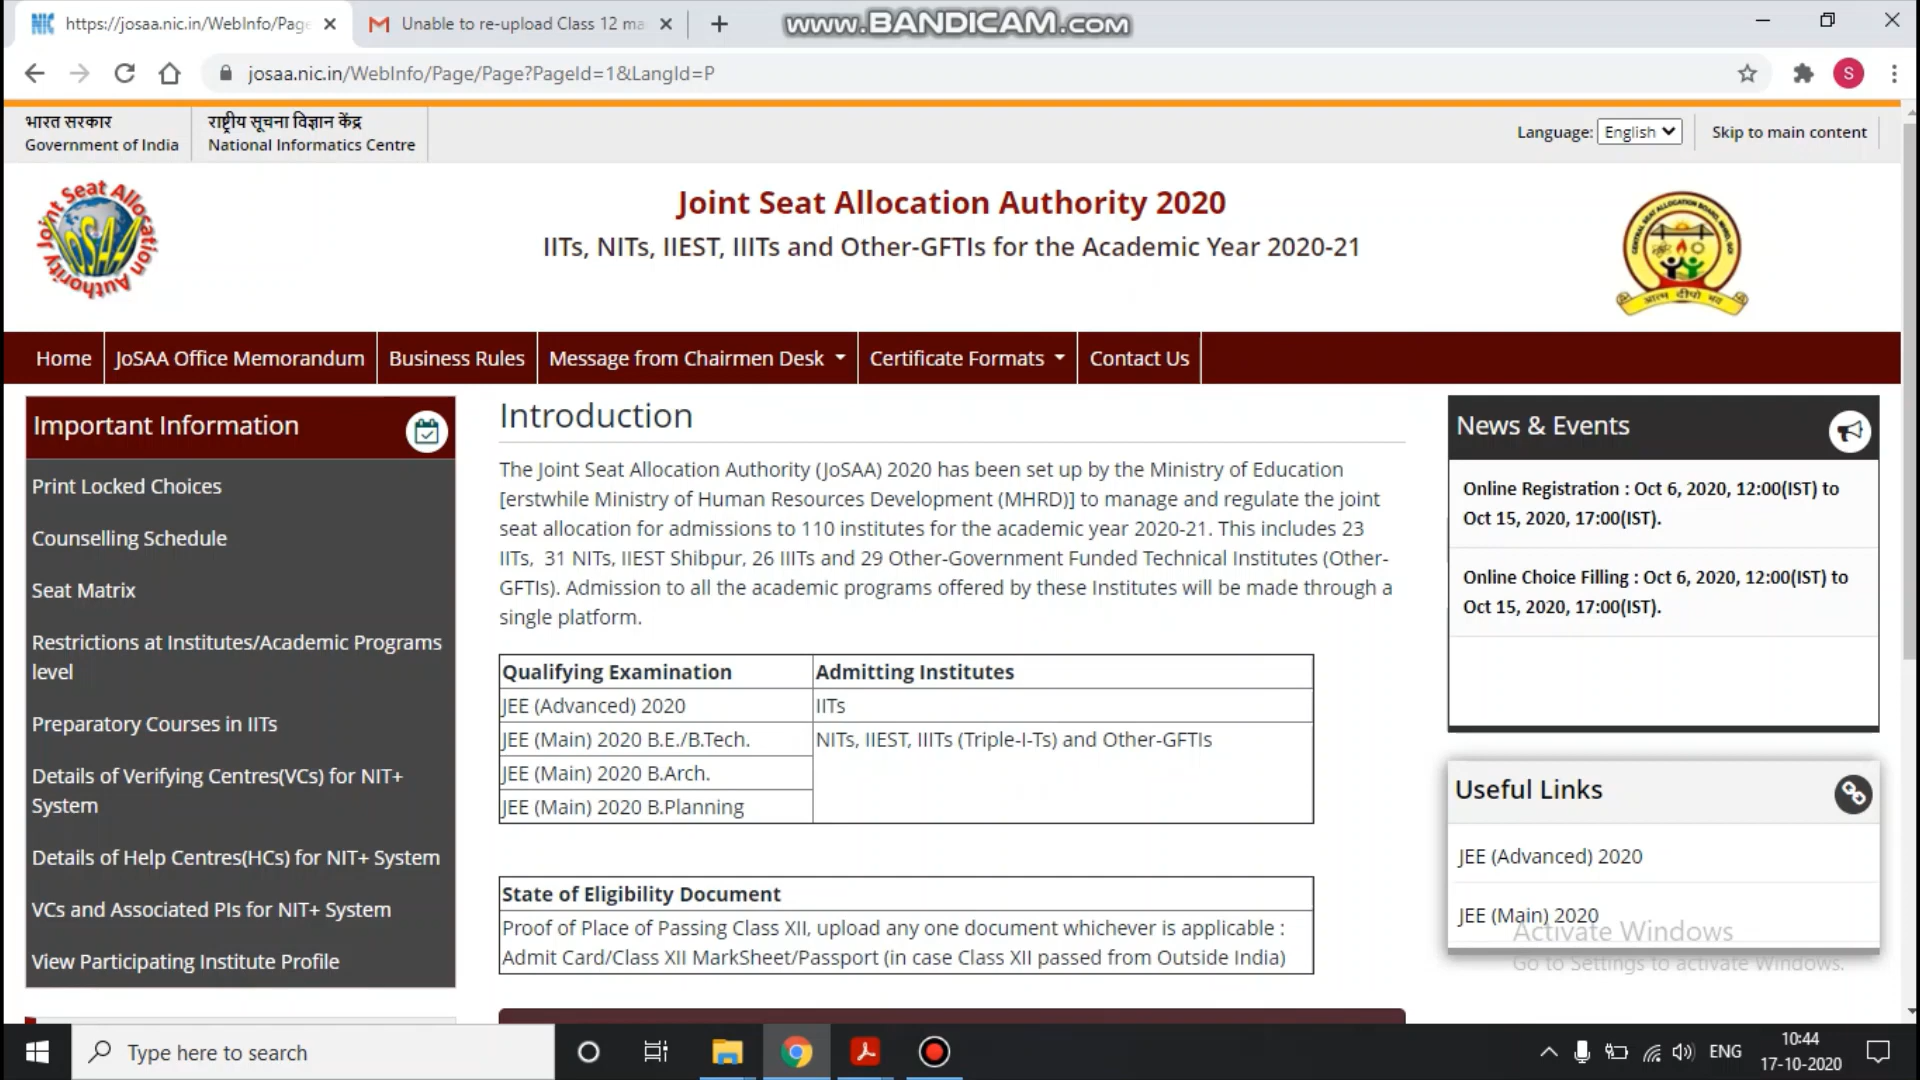 https://josaa.nic.in/WebInfo/Page
Unable to re-upload Class 12 ma
www.BANDICAM.com
josaa.nic.in/WebInfo/Page/Page?PageId=1&LangId=P
S
भारत सरकार
Government of India
राष्ट्रीय सूचना विज्ञान केंद्र
National Informatics Centre
Language: English
Skip to main content
Joint Seat Allocation Authority
JoSAA
Joint Seat Allocation Authority 2020
IITs, NITs, IIEST, IIITs and Other-GFTIs for the Academic Year 2020-21
आत्म दीपो भव
Home
JoSAA Office Memorandum
Business Rules
Message from Chairmen Desk
Certificate Formats
Contact Us
Important Information
Print Locked Choices
Counselling Schedule
Seat Matrix
Restrictions at Institutes/Academic Programs
level
Preparatory Courses in IITs
Details of Verifying Centres(VCs) for NIT+
System
Details of Help Centres(HCs) for NIT+ System
VCs and Associated PIs for NIT+ System
View Participating Institute Profile
Introduction
The Joint Seat Allocation Authority (JoSAA) 2020 has been set up by the Ministry of Education
[erstwhile Ministry of Human Resources Development (MHRD)] to manage and regulate the joint
seat allocation for admissions to 110 institutes for the academic year 2020-21. This includes 23
IITs, 31 NITs, IIEST Shibpur, 26 IIITs and 29 Other-Government Funded Technical Institutes (Other-
GFTIs). Admission to all the academic programs offered by these Institutes will be made through a
single platform.
Qualifying Examination
Admitting Institutes
JEE (Advanced) 2020
IITs
JEE (Main) 2020 B.E./B.Tech.
NITs, IIEST, IIITs (Triple-I-Ts) and Other-GFTIs
JEE (Main) 2020 B.Arch.
JEE (Main) 2020 B.Planning
State of Eligibility Document
Proof of Place of Passing Class XII, upload any one document whichever is applicable :
Admit Card/Class XII MarkSheet/Passport (in case Class XII passed from Outside India)
News & Events
Online Registration : Oct 6, 2020, 12:00(IST) to
Oct 15, 2020, 17:00(IST).
Online Choice Filling : Oct 6, 2020, 12:00(IST) to
Oct 15, 2020, 17:00(IST).
Useful Links
JEE (Advanced) 2020
JEE (Main) 2020
Activate Windows
Go to Settings to activate Windows.
Type here to search
ENG
10:44
17-10-2020